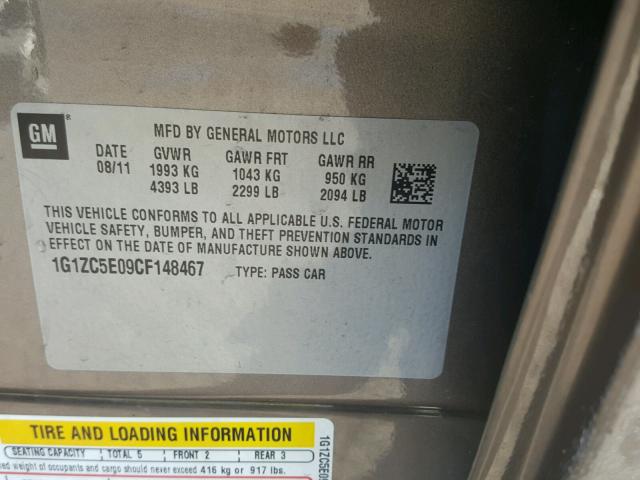 GM ®
MFD BY GENERAL MOTORS LLC
DATE GVWR GAWR FRT GAWR RR
08/11 1993 KG 1043 KG 950 KG
4393 LB 2299 LB 2094 LB
THIS VEHICLE CONFORMS TO ALL APPLICABLE U.S. FEDERAL MOTOR
VEHICLE SAFETY, BUMPER, AND THEFT PREVENTION STANDARDS IN
EFFECT ON THE DATE OF MANUFACTURE SHOWN ABOVE.
1G1ZC5E09CF148467 TYPE: PASS CAR
TIRE AND LOADING INFORMATION
SEATING CAPACITY TOTAL 5 FRONT 2 REAR 3
weight of occupants and cargo should never exceed 416 kg or 917 lbs.
1G1ZC5E0